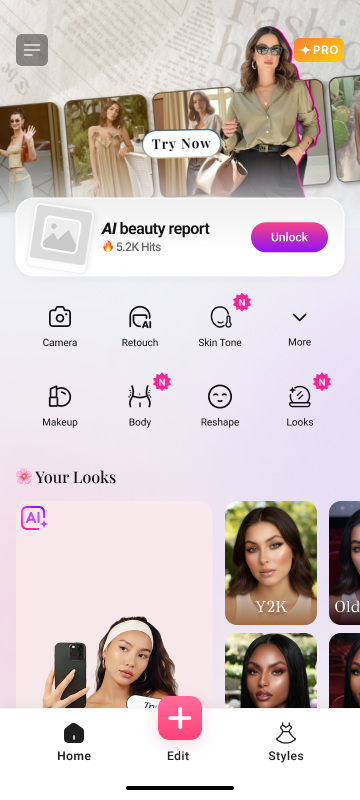 PRO
Try Now
AI beauty report
5.2K Hits
Unlock
N
Camera
Retouch
Skin Tone
More
N
N
Makeup
Body
Reshape
Looks
Your Looks
AI
Y2K
Old
Try
Home
Edit
Styles